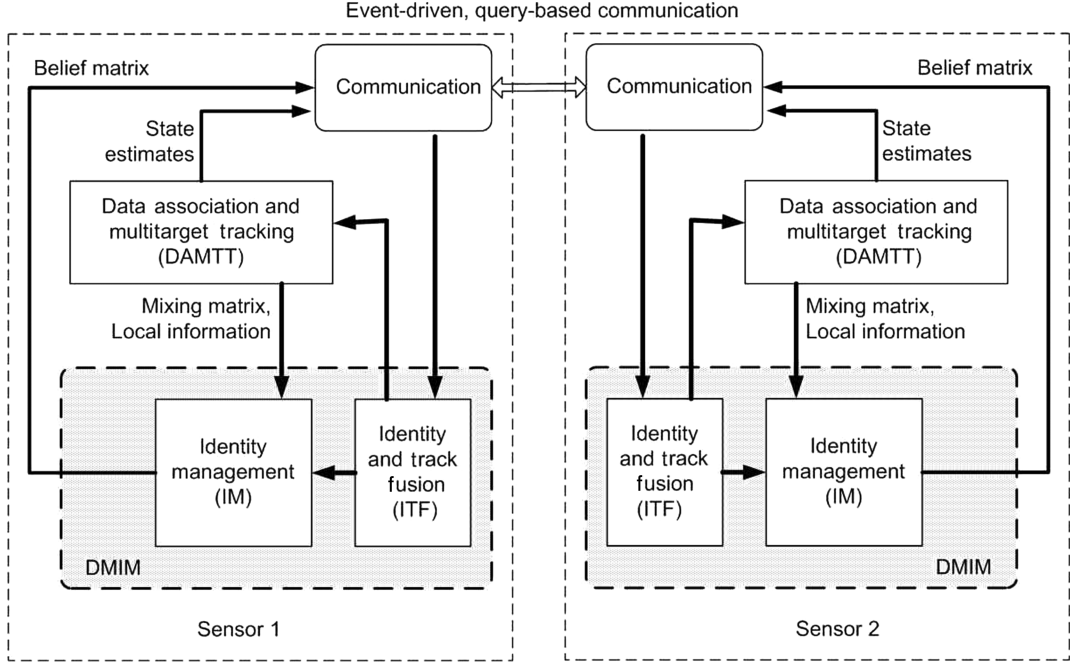 Event-driven, query-based communication
Belief matrix
Communication
State
estimates
Data association and
multitarget tracking
(DAMTT)
Mixing matrix,
Local information
Identity
management
(IM)
Identity
and track
fusion
(ITF)
DMIM
Sensor 1
Communication
Belief matrix
State
estimates
Data association and
multitarget tracking
(DAMTT)
Mixing matrix,
Local information
Identity
and track
fusion
(ITF)
Identity
management
(IM)
DMIM
Sensor 2